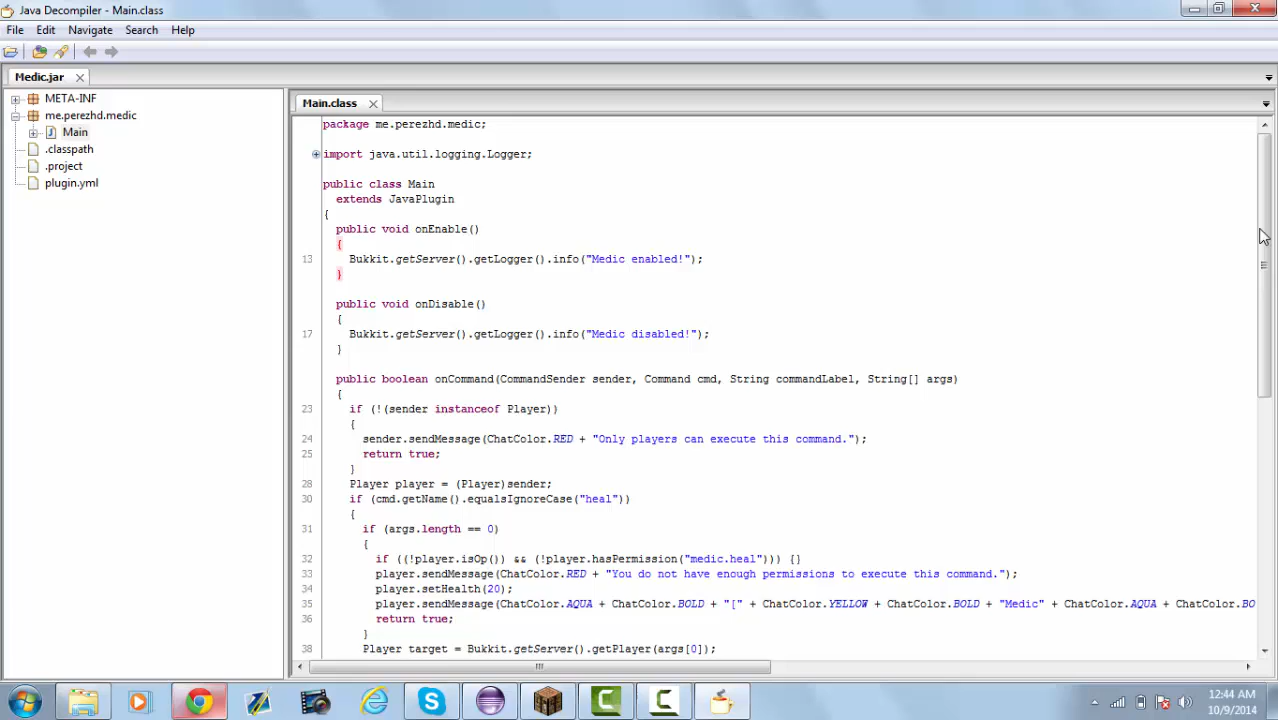 Java Decompiler - Main.class
File Edit Navigate Search Help
Medic.jar
META-INF
me.perezhd.medic
Main
.classpath
.project
plugin.yml
Main.class
package me.perezhd.medic;
import java.util.logging.Logger;
public class Main
extends JavaPlugin
{
public void onEnable()
{
13 Bukkit.getServer().getLogger().info("Medic enabled!");
}
public void onDisable()
{
17 Bukkit.getServer().getLogger().info("Medic disabled!");
}
public boolean onCommand(CommandSender sender, Command cmd, String commandLabel, String[] args)
{
23 if (!(sender instanceof Player))
{
24 sender.sendMessage(ChatColor.RED + "Only players can execute this command.");
25 return true;
}
28 Player player = (Player)sender;
30 if (cmd.getName().equalsIgnoreCase("heal"))
{
31 if (args.length == 0)
{
32 if ((!player.isOp()) && (!player.hasPermission("medic.heal"))) {}
33 player.sendMessage(ChatColor.RED + "You do not have enough permissions to execute this command.");
34 player.setHealth(20);
35 player.sendMessage(ChatColor.AQUA + ChatColor.BOLD + "[" + ChatColor.YELLOW + ChatColor.BOLD + "Medic" + ChatColor.AQUA + ChatColor.BO
36 return true;
}
38 Player target = Bukkit.getServer().getPlayer(args[0]);
12:44 AM
10/9/2014